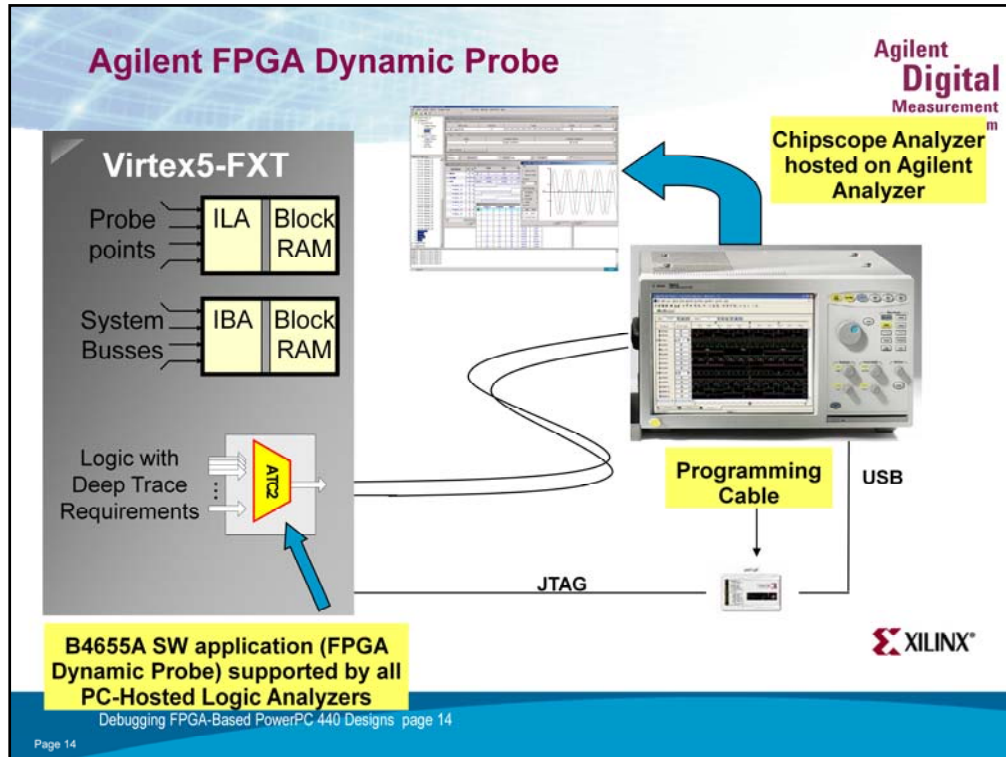 Agilent FPGA Dynamic Probe
Agilent
Digital
Measurement
m
Chipscope Analyzer
hosted on Agilent
Analyzer
Virtex5-FXT
Probe
points
ILA
Block
RAM
System
Busses
IBA
Block
RAM
Logic with
Deep Trace
Requirements
ATC2
Programming
Cable
USB
JTAG
B4655A SW application (FPGA
Dynamic Probe) supported by all
PC-Hosted Logic Analyzers
XILINX®
Debugging FPGA-Based PowerPC 440 Designs page 14
Page 14